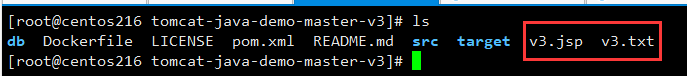 [root@centos216 tomcat-java-demo-master-v3]# ls
db Dockerfile LICENSE pom.xml README.md src target v3.jsp v3.txt
[root@centos216 tomcat-java-demo-master-v3]#